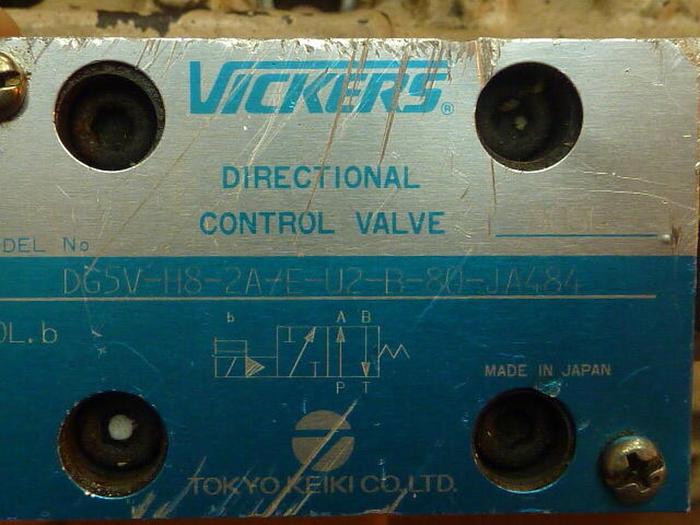 VICKERS®
DIRECTIONAL
CONTROL VALVE
DEL No
DG5V-H8-2A/E-U2-B-80-JA484
OL.b
b
A B
T
P T
MADE IN JAPAN
TOKYO KEIKI CO., LTD.